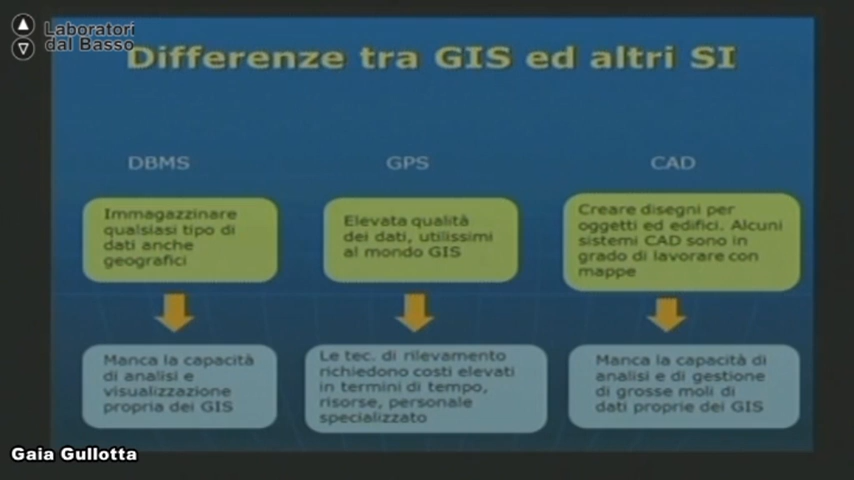 Laboratori
dal Basso
Differenze tra GIS ed altri SI
DBMS
GPS
CAD
Immagazzinare
qualsiasi tipo di
dati anche
geografici
Elevata qualità
dei dati, utilissimi
al mondo GIS
Creare disegni per
oggetti ed edifici. Alcuni
sistemi CAD sono in
grado di lavorare con
mappe
Manca la capacità
di analisi e
visualizzazione
propria dei GIS
Le tec. di rilevamento
richiedono costi elevati
in termini di tempo,
risorse, personale
specializzato
Manca la capacità di
analisi e di gestione
di grosse moli di
dati proprie dei GIS
Gaia Gullotta